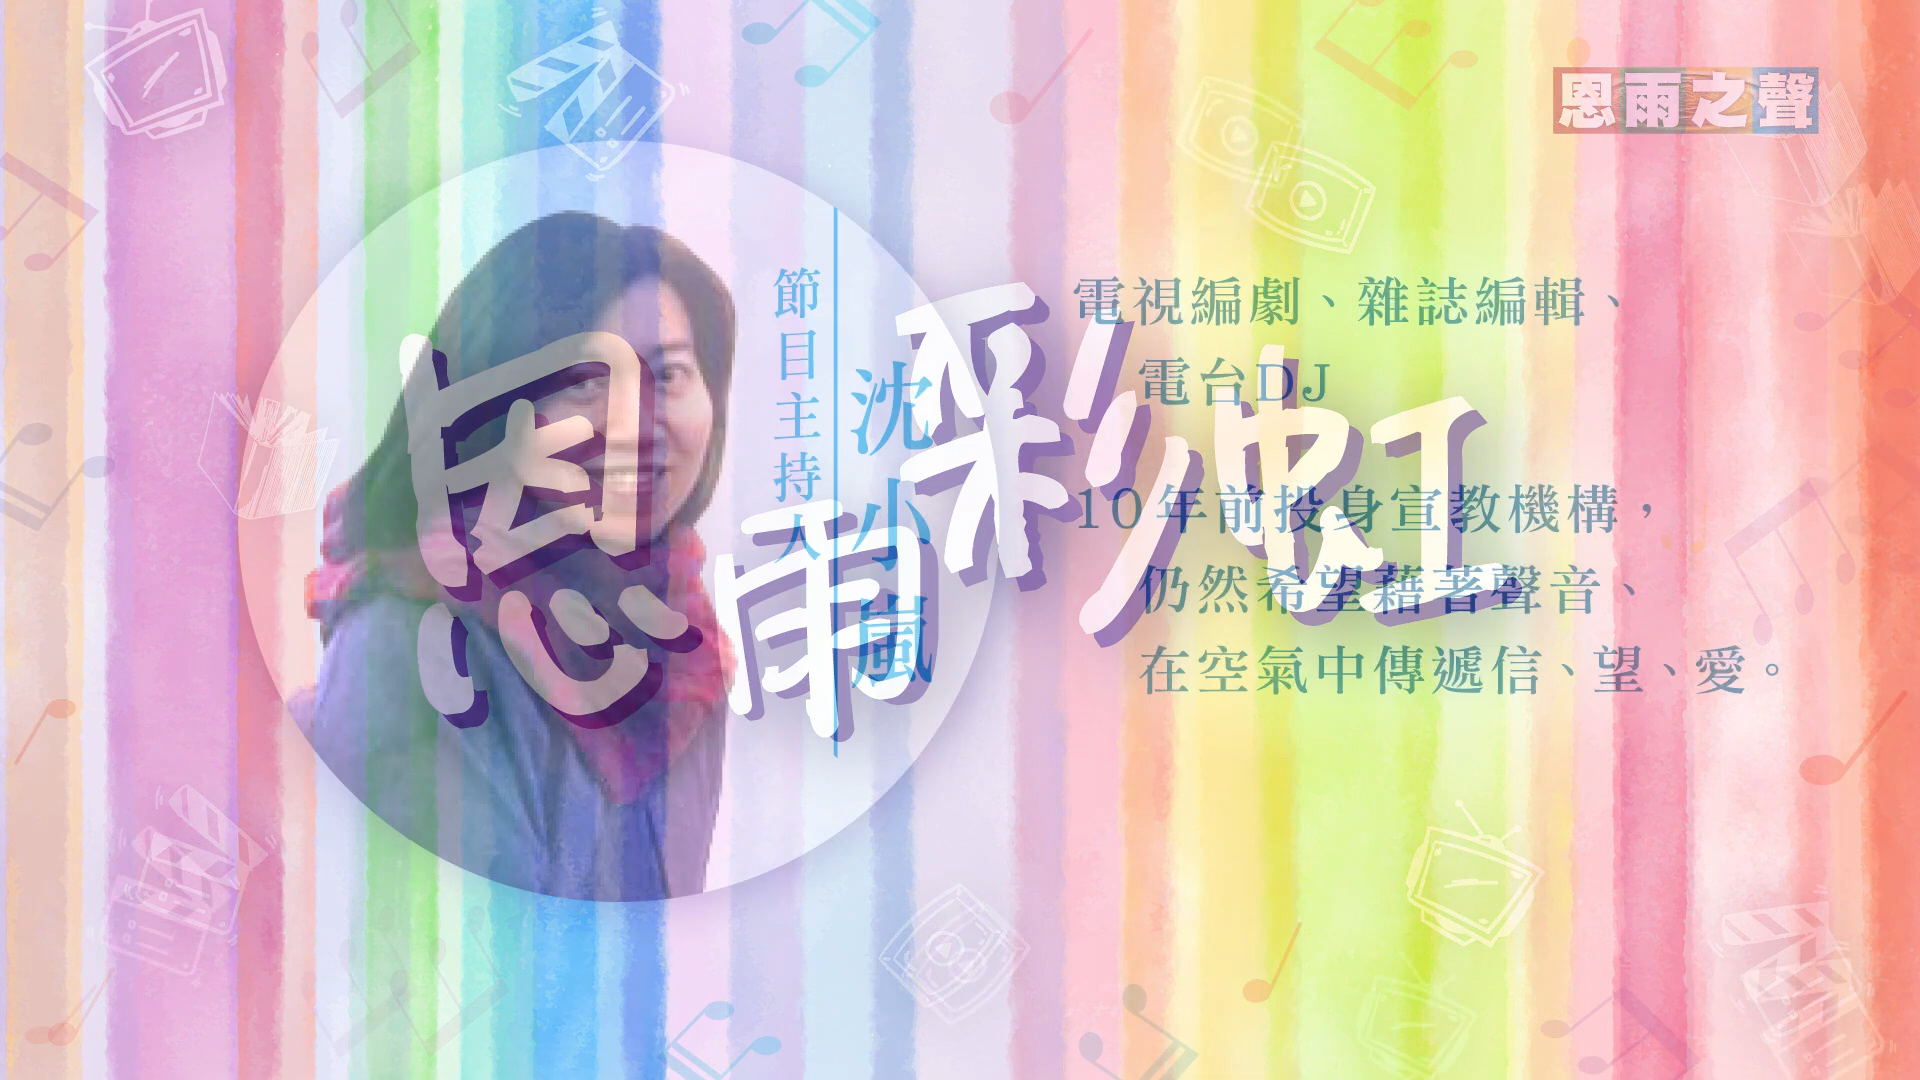 恩雨之聲
節目主持人
沈小嵐
恩雨彩虹
電視編劇、雜誌編輯、
電台DJ
10年前投身宣教機構，
仍然希望藉著聲音、
在空氣中傳遞信、望、愛。